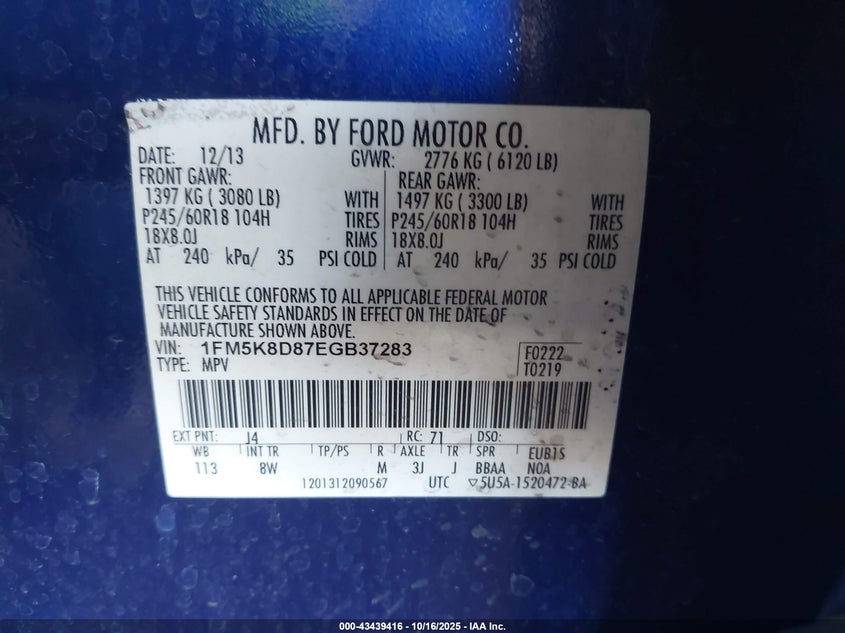 MFD. BY FORD MOTOR CO.
DATE: 12/13 GVWR: 2776 KG ( 6120 LB)
FRONT GAWR: REAR GAWR:
1397 KG ( 3080 LB) WITH 1497 KG ( 3300 LB) WITH
P245/60R18 104H TIRES P245/60R18 104H TIRES
18X8.0J RIMS 18X8.0J RIMS
AT 240 kPa/ 35 PSI COLD AT 240 kPa/ 35 PSI COLD
THIS VEHICLE CONFORMS TO ALL APPLICABLE FEDERAL MOTOR
VEHICLE SAFETY STANDARDS IN EFFECT ON THE DATE OF
MANUFACTURE SHOWN ABOVE.
VIN: 1FM5K8D87EGB37283 F0222
TYPE: MPV T0219
EXT PNT: J4 RC: 71 DSO:
WB INT TR TP/PS R AXLE TR SPR EUB1S
113 8W M 3J J BBAA N0A
1201312090567 UTC ▽5U5A-1520472-BA
000-43439416 - 10/16/2025 - IAA Inc.